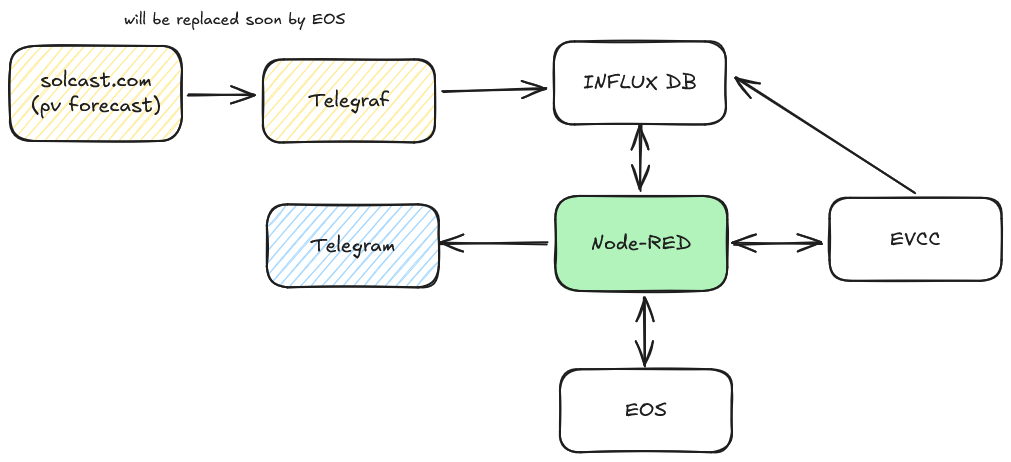 will be replaced soon by EOS
solcast.com
(pv forecast)
Telegraf
INFLUX DB
Telegram
Node-RED
EVCC
EOS